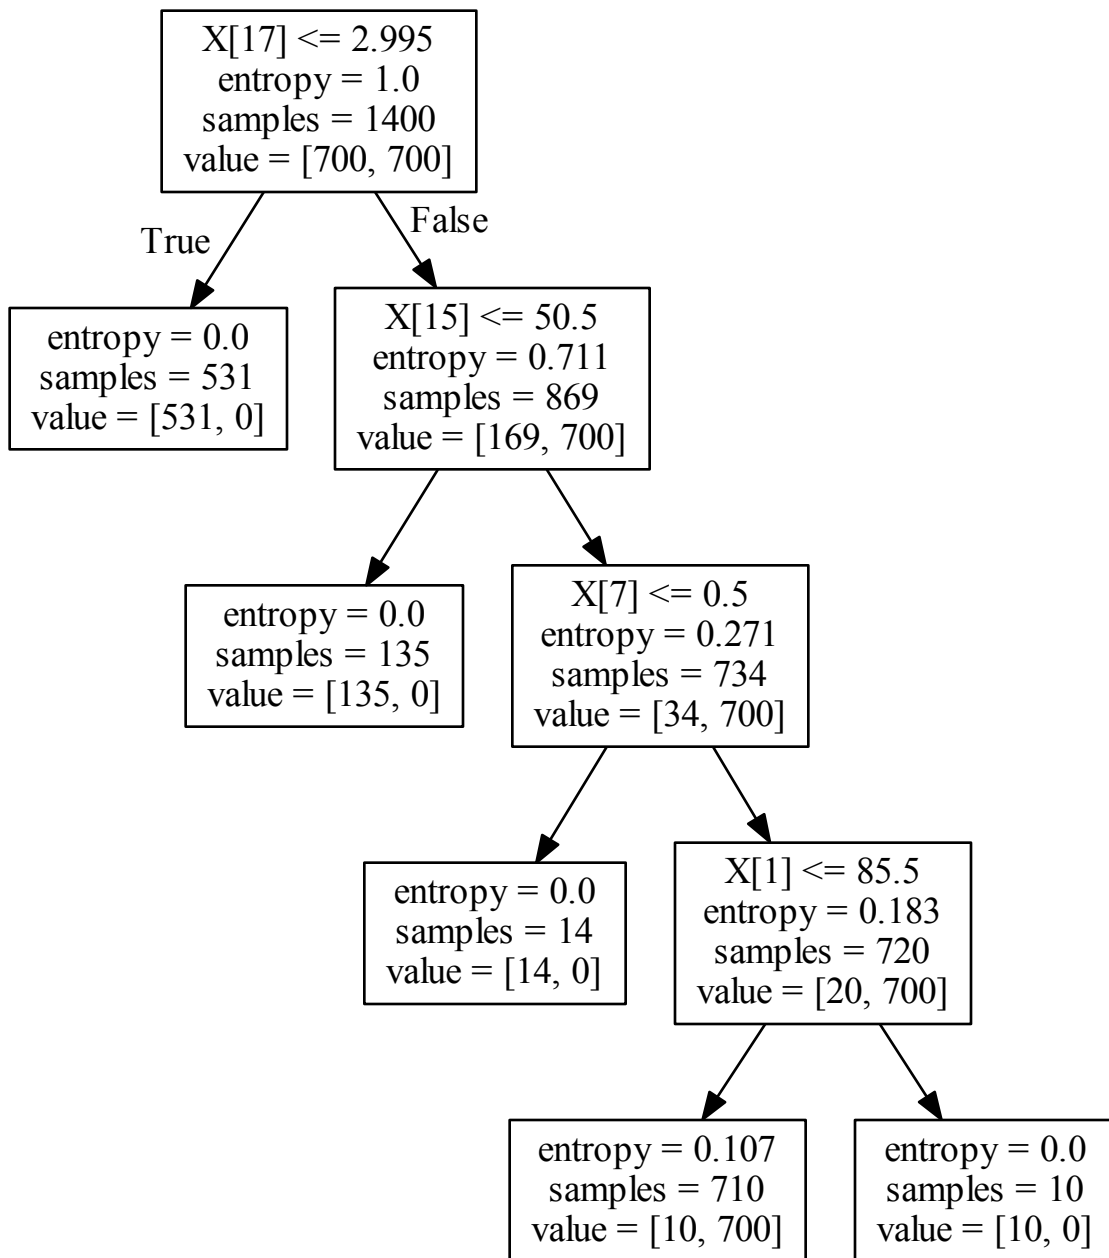 X[17] <= 2.995
entropy = 1.0
samples = 1400
value = [700, 700]
True
False
entropy = 0.0
samples = 531
value = [531, 0]
X[15] <= 50.5
entropy = 0.711
samples = 869
value = [169, 700]
entropy = 0.0
samples = 135
value = [135, 0]
X[7] <= 0.5
entropy = 0.271
samples = 734
value = [34, 700]
entropy = 0.0
samples = 14
value = [14, 0]
X[1] <= 85.5
entropy = 0.183
samples = 720
value = [20, 700]
entropy = 0.107
samples = 710
value = [10, 700]
entropy = 0.0
samples = 10
value = [10, 0]